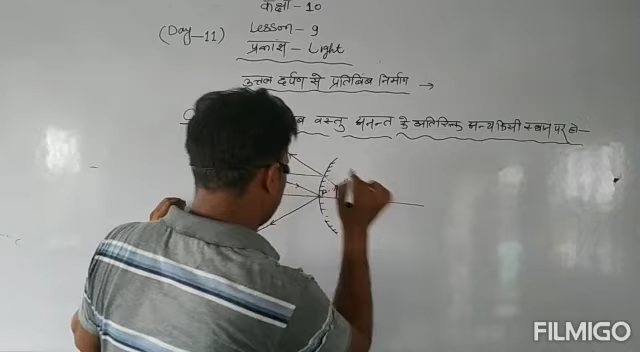 कक्षा - 10
(Day-11) Lesson - 9
प्रकाश - Light
उत्तल दर्पण से प्रतिबिंब निर्माण →
वस्तु अनन्त के अतिरिक्त अन्य किसी स्थान पर हो-
P
FILMIGO